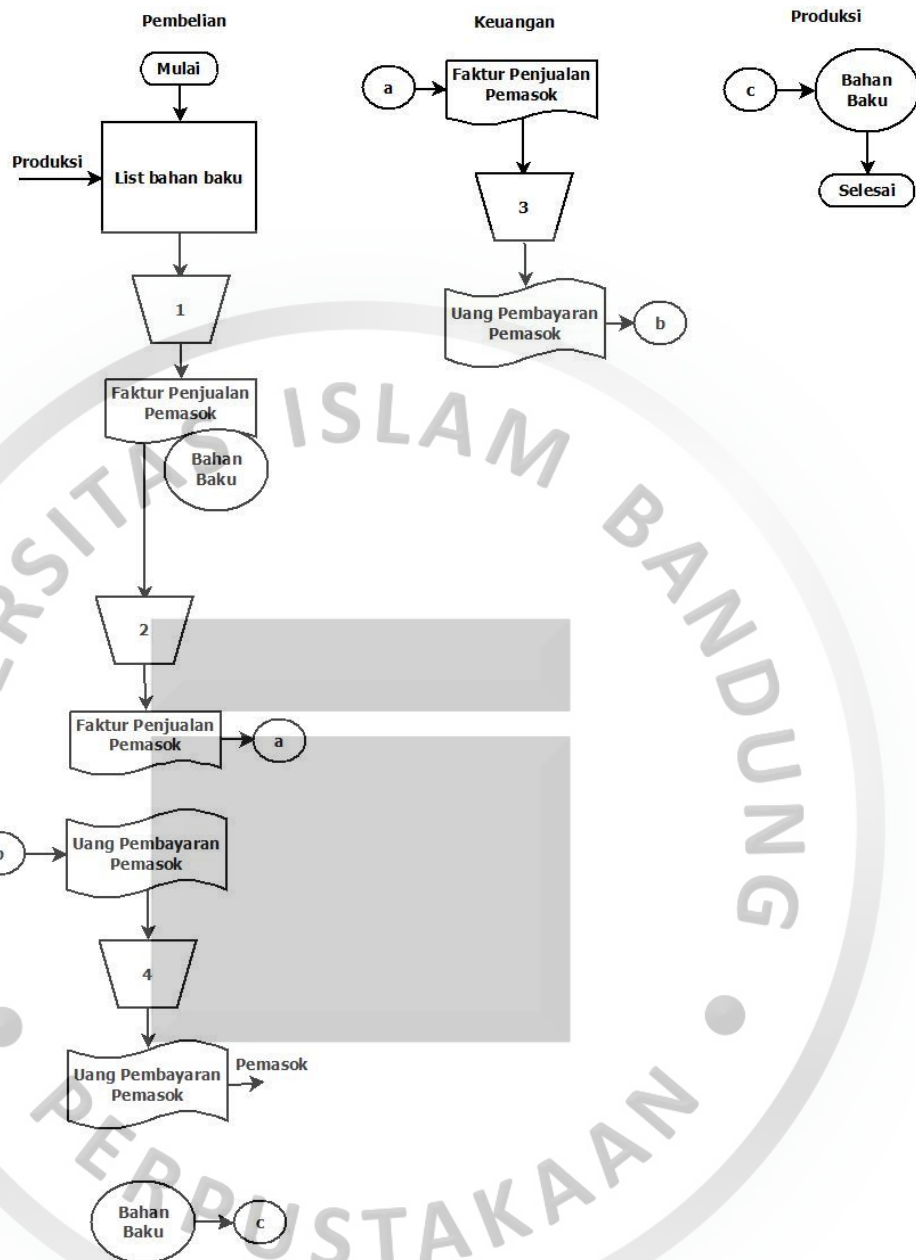 Pembelian
Mulai
Produksi
List bahan baku
1
Faktur Penjualan
Pemasok
Bahan
Baku
2
Faktur Penjualan
Pemasok
a
Uang Pembayaran
Pemasok
4
Uang Pembayaran
Pemasok
Pemasok
Bahan
Baku
c
Keuangan
a
Faktur Penjualan
Pemasok
3
Uang Pembayaran
Pemasok
b
Produksi
c
Bahan
Baku
Selesai
ISLAM BANDUNG
PERPUSTAKAAN